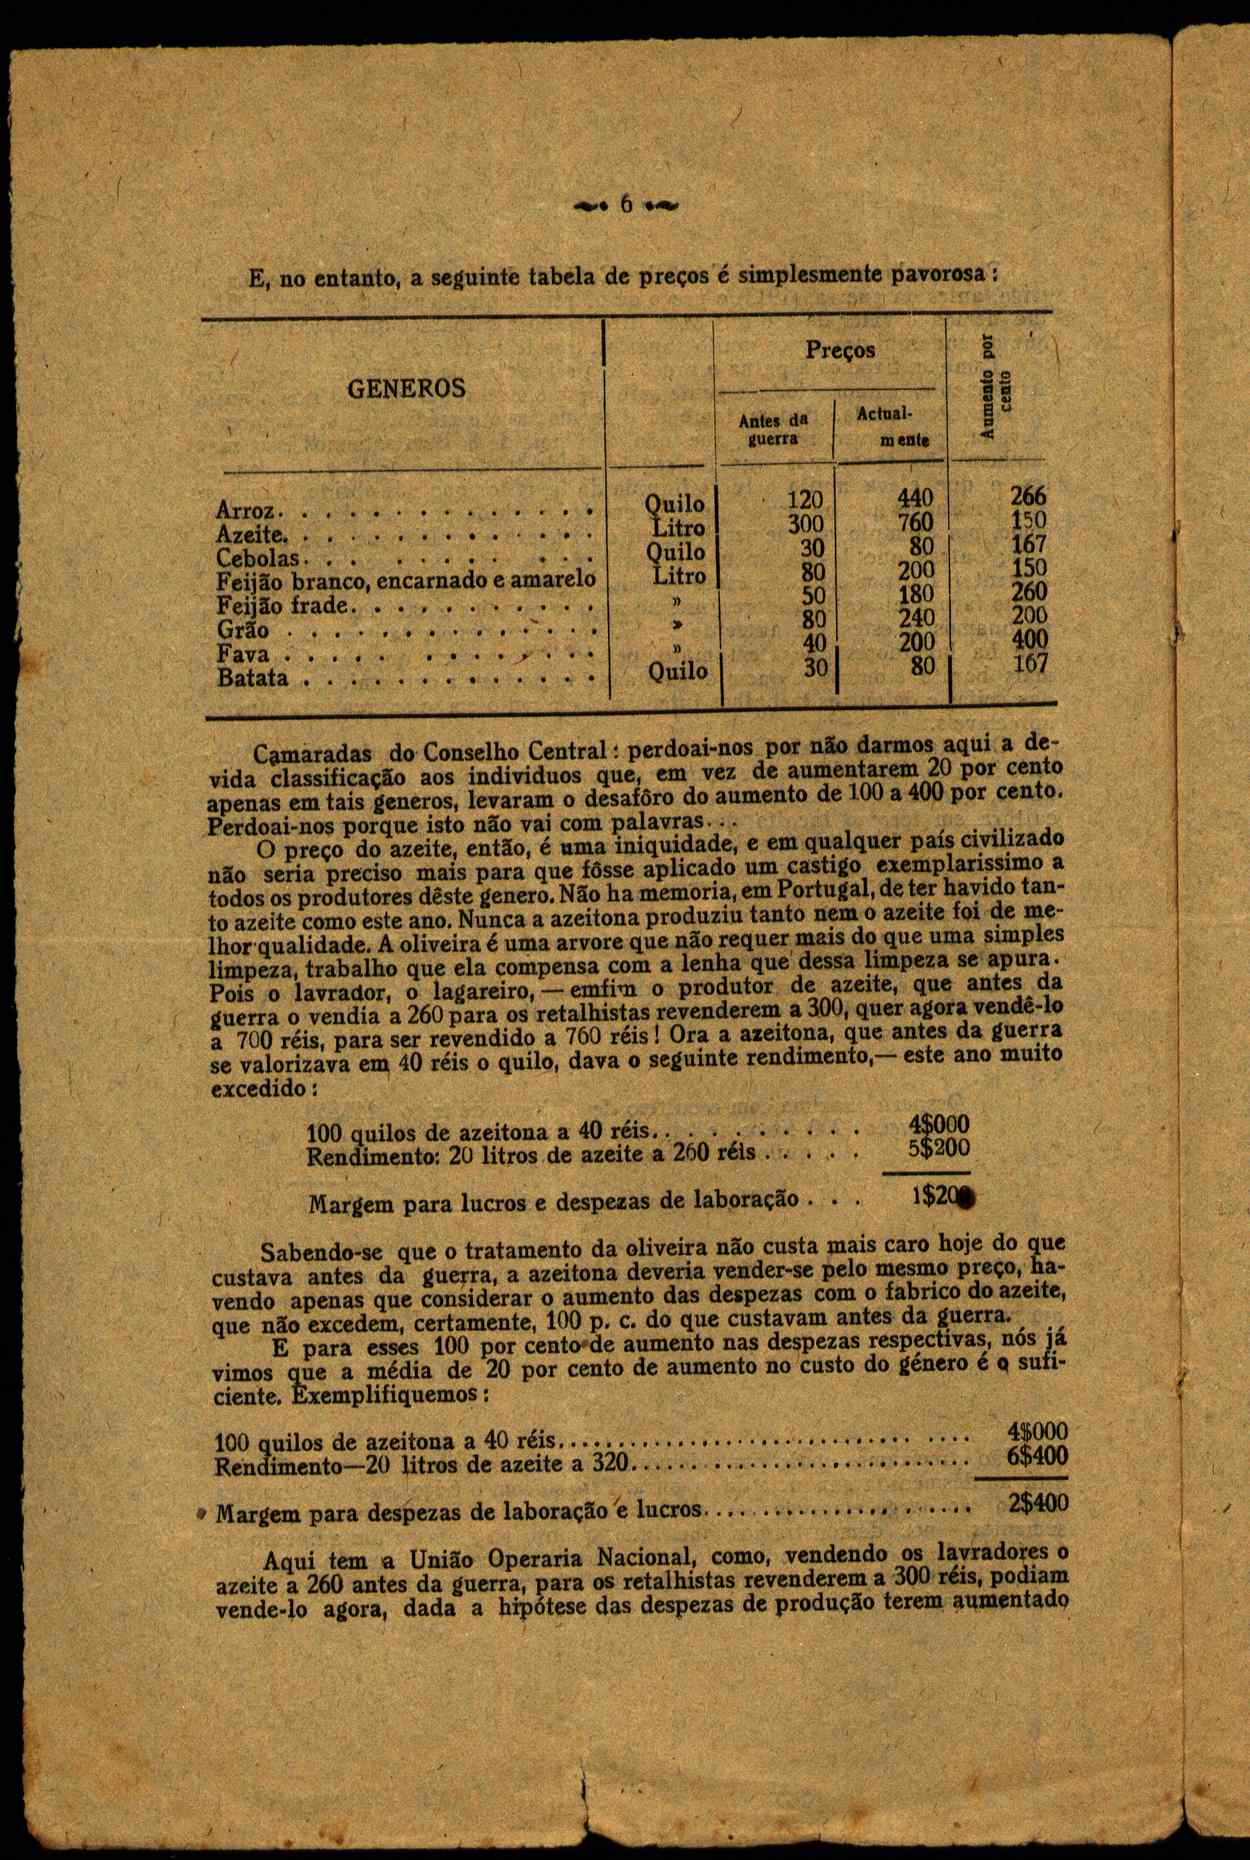 6
E, no entanto, a seguinte tabela de preços é simplesmente pavorosa :
GENEROS
Preços
Antes da guerra
Actual-mente
Aumento por cento
Arroz. . . . . . . . . . . . . . Quilo 120 440 266
Azeite. . . . . . . . . . . . . . Litro 300 760 150
Cebolas. . . . . . . . . . . . Quilo 30 80 167
Feijão branco, encarnado e amarelo Litro 80 200 150
Feijão frade. . . . . . . . . . . » 50 180 260
Grão . . . . . . . . . . . . . . » 80 240 200
Fava . . . . . . . . . . . . . » 40 200 400
Batata . . . . . . . . . . . . . Quilo 30 80 167
Camaradas do Conselho Central : perdoai-nos por não darmos aqui a de-
vida classificação aos individuos que, em vez de aumentarem 20 por cento
apenas em tais generos, levaram o desafôro do aumento de 100 a 400 por cento.
Perdoai-nos porque isto não vai com palavras. . .
O preço do azeite, então, é uma iniquidade, e em qualquer país civilizado
não seria preciso mais para que fôsse aplicado um castigo exemplarissimo a
todos os produtores dêste genero. Não ha memoria, em Portugal, de ter havido tan-
to azeite como este ano. Nunca a azeitona produziu tanto nem o azeite foi de me-
lhor qualidade. A oliveira é uma arvore que não requer mais do que uma simples
limpeza, trabalho que ela compensa com a lenha que dessa limpeza se apura.
Pois o lavrador, o lagareiro, — emfim o produtor de azeite, que antes da
guerra o vendia a 260 para os retalhistas revenderem a 300, quer agora vendê-lo
a 700 réis, para ser revendido a 760 réis ! Ora a azeitona, que antes da guerra
se valorizava em 40 réis o quilo, dava o seguinte rendimento,— este ano muito
excedido :
100 quilos de azeitona a 40 réis. . . . . . . . . . 4$000
Rendimento: 20 litros de azeite a 260 réis . . . . . 5$200
Margem para lucros e despezas de laboração . . . 1$200
Sabendo-se que o tratamento da oliveira não custa mais caro hoje do que
custava antes da guerra, a azeitona deveria vender-se pelo mesmo preço, ha-
vendo apenas que considerar o aumento das despezas com o fabrico do azeite,
que não excedem, certamente, 100 p. c. do que custavam antes da guerra.
E para esses 100 por cento de aumento nas despezas respectivas, nós já
vimos que a média de 20 por cento de aumento no custo do género é o sufi-
ciente. Exemplifiquemos :
100 quilos de azeitona a 40 réis................................... 4$000
Rendimento—20 litros de azeite a 320............................. 6$400
Margem para despezas de laboração e lucros...................... 2$400
Aqui tem a União Operaria Nacional, como, vendendo os lavradores o
azeite a 260 antes da guerra, para os retalhistas revenderem a 300 réis, podiam
vende-lo agora, dada a hipótese das despezas de produção terem aumentado